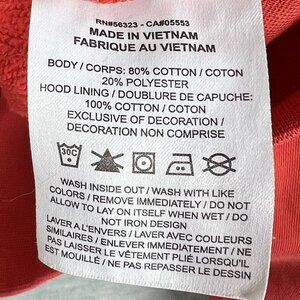 RN#56323 - CA#05553
MADE IN VIETNAM
FABRIQUE AU VIETNAM
BODY / CORPS: 80% COTTON / COTON
20% POLYESTER
HOOD LINING / DOUBLURE DE CAPUCHE:
100% COTTON / COTON
EXCLUSIVE OF DECORATION /
DECORATION NON COMPRISE
30C
WASH INSIDE OUT / WASH WITH LIKE
COLORS / REMOVE IMMEDIATELY / DO NOT
ALLOW TO LAY ON ITSELF WHEN WET / DO
NOT IRON DESIGN
LAVER A L'ENVERS / LAVER AVEC COULEURS
SIMILAIRES / ENLEVER IMMEDIATEMENT / NE
PAS LAISSER LE VÊTEMENT PLIÉ LORSQU'IL
EST MOUILLÉ / NE PAS REPASSER LE DESSIN